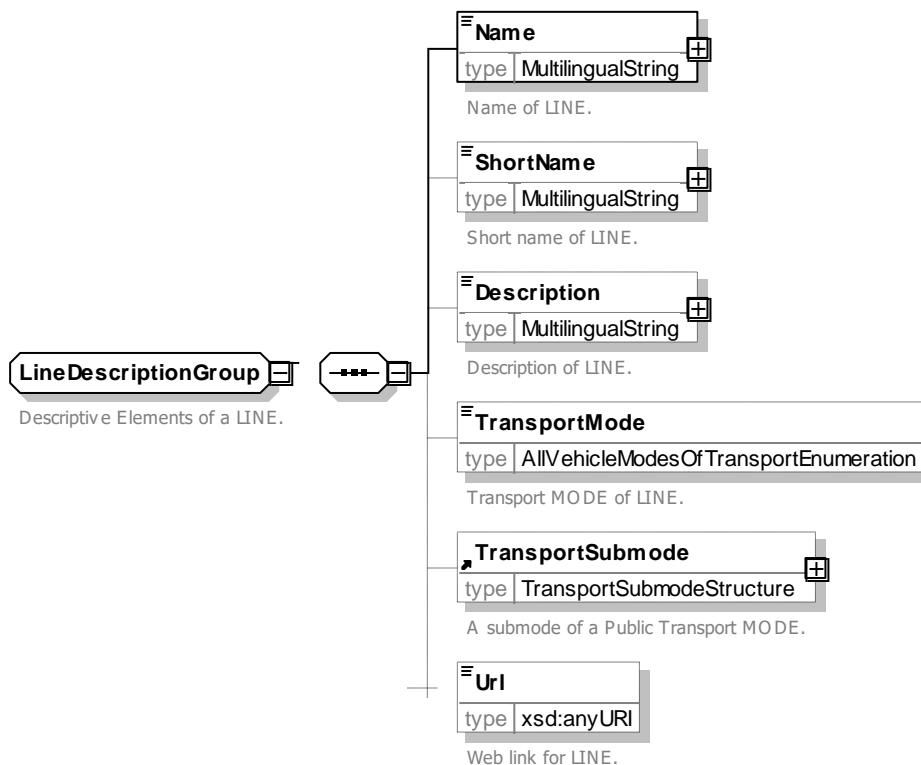 Name
type MultilingualString
Name of LINE.
ShortName
type MultilingualString
Short name of LINE.
Description
type MultilingualString
Description of LINE.
LineDescriptionGroup
Descriptive Elements of a LINE.
TransportMode
type AllVehicleModesOfTransportEnumeration
Transport MODE of LINE.
TransportSubmode
type TransportSubmodeStructure
A submode of a Public Transport MODE.
Url
type xsd:anyURI
Web link for LINE.